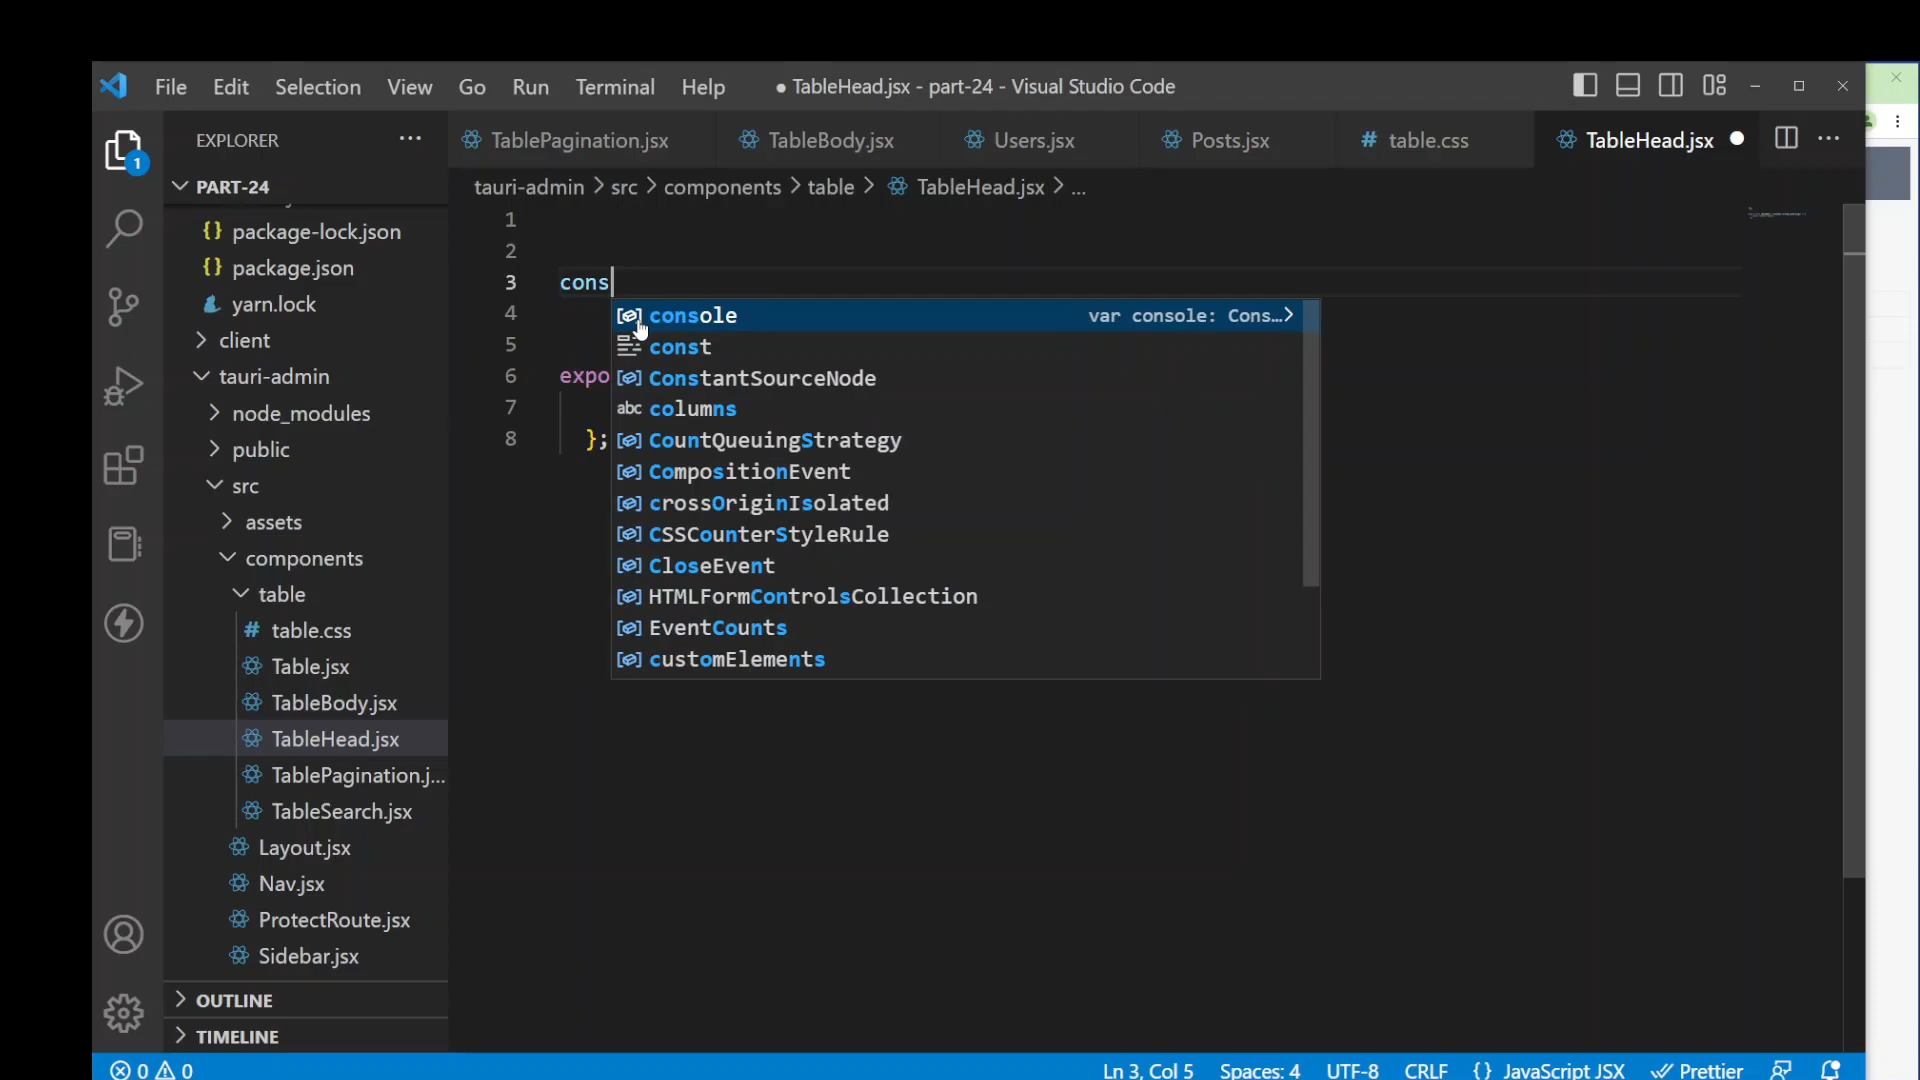 File Edit Selection View Go Run Terminal Help ● TableHead.jsx - part-24 - Visual Studio Code
EXPLORER ... TablePagination.jsx TableBody.jsx Users.jsx Posts.jsx # table.css TableHead.jsx ● ...
1
PART-24
tauri-admin > src > components > table > TableHead.jsx > ...
{} package-lock.json
{} package.json
yarn.lock
client
tauri-admin
node_modules
public
src
assets
components
table
# table.css
Table.jsx
TableBody.jsx
TableHead.jsx
TablePagination.j...
TableSearch.jsx
Layout.jsx
Nav.jsx
ProtectRoute.jsx
Sidebar.jsx
OUTLINE
TIMELINE
1
2
3 cons
4
5
6 expo
7
8 };
console var console: Cons...
const
ConstantSourceNode
abc columns
CountQueuingStrategy
CompositionEvent
crossOriginIsolated
CSSCounterStyleRule
CloseEvent
HTMLFormControlsCollection
EventCounts
customElements
0 0 Ln 3, Col 5 Spaces: 4 UTF-8 CRLF {} JavaScript JSX Prettier